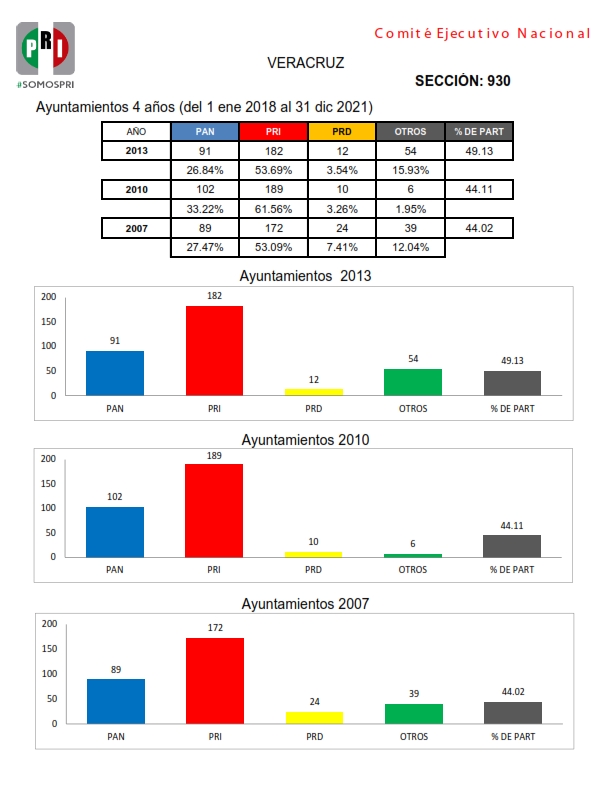 Comité Ejecutivo Nacional
PRI
#SOMOSPRI
VERACRUZ
SECCIÓN: 930
Ayuntamientos 4 años (del 1 ene 2018 al 31 dic 2021)
AÑO PAN PRI PRD OTROS % DE PART
2013 91 182 12 54 49.13
26.84% 53.69% 3.54% 15.93%
2010 102 189 10 6 44.11
33.22% 61.56% 3.26% 1.95%
2007 89 172 24 39 44.02
27.47% 53.09% 7.41% 12.04%
Ayuntamientos 2013
200
150
100
50
0
91 182 12 54 49.13
PAN PRI PRD OTROS % DE PART
Ayuntamientos 2010
200
150
100
50
0
102 189 10 6 44.11
PAN PRI PRD OTROS % DE PART
Ayuntamientos 2007
200
150
100
50
0
89 172 24 39 44.02
PAN PRI PRD OTROS % DE PART